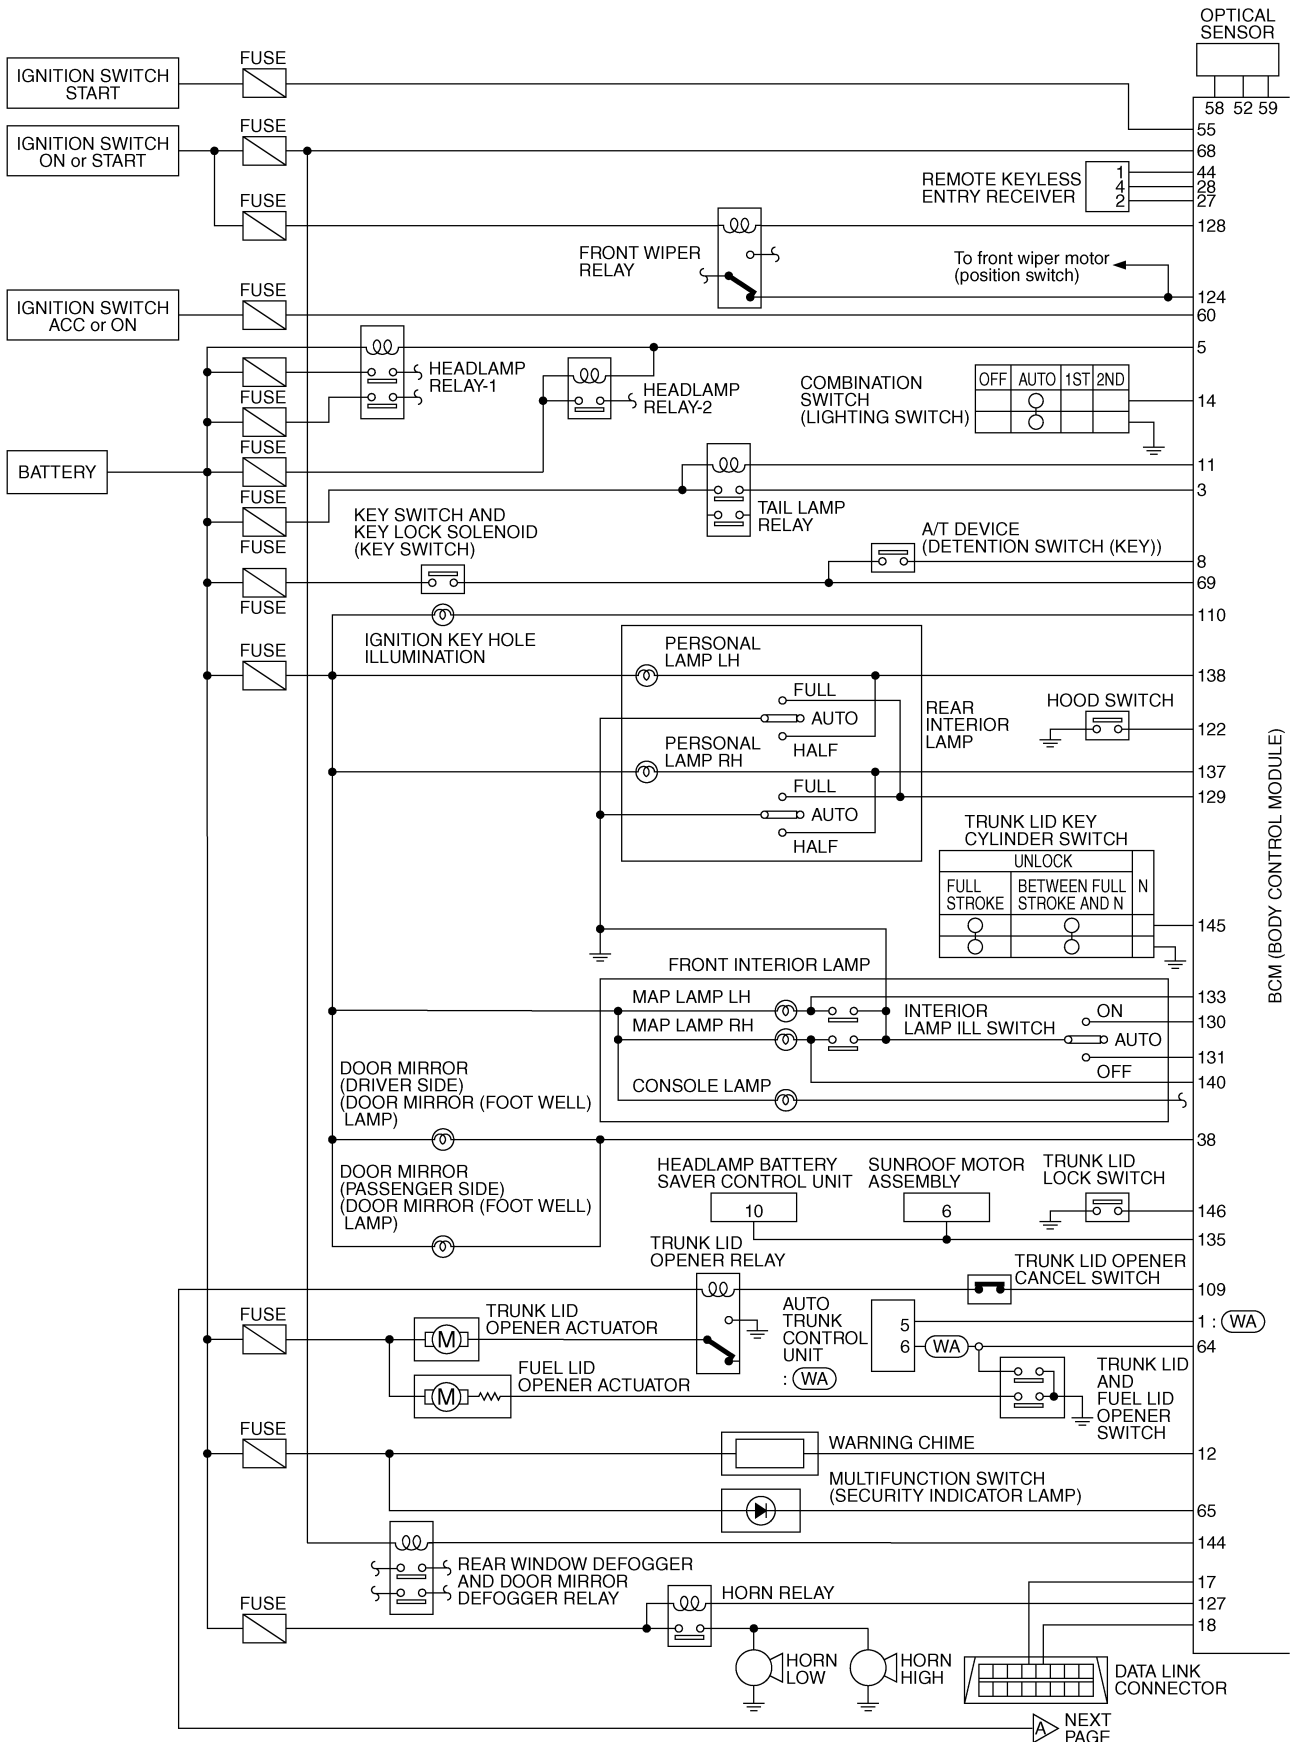 OPTICAL
SENSOR
58 52 59
IGNITION SWITCH
START
FUSE
55
IGNITION SWITCH
ON or START
FUSE
68
REMOTE KEYLESS
ENTRY RECEIVER
1
4
2
44
28
27
FUSE
128
FRONT WIPER
RELAY
To front wiper motor
(position switch)
124
IGNITION SWITCH
ACC or ON
FUSE
60
5
HEADLAMP
RELAY-1
HEADLAMP
RELAY-2
COMBINATION
SWITCH
(LIGHTING SWITCH)
OFF AUTO 1ST 2ND
14
FUSE
FUSE
BATTERY
11
FUSE
3
TAIL LAMP
RELAY
FUSE
KEY SWITCH AND
KEY LOCK SOLENOID
(KEY SWITCH)
A/T DEVICE
(DETENTION SWITCH (KEY))
8
69
FUSE
110
IGNITION KEY HOLE
ILLUMINATION
FUSE
PERSONAL
LAMP LH
138
FULL
AUTO
HALF
REAR
INTERIOR
LAMP
HOOD SWITCH
122
PERSONAL
LAMP RH
137
FULL
129
AUTO
HALF
BCM (BODY CONTROL MODULE)
TRUNK LID KEY
CYLINDER SWITCH
UNLOCK
FULL
STROKE
BETWEEN FULL
STROKE AND N
N
145
FRONT INTERIOR LAMP
MAP LAMP LH
133
INTERIOR
LAMP ILL SWITCH
ON
130
MAP LAMP RH
AUTO
131
OFF
140
CONSOLE LAMP
DOOR MIRROR
(DRIVER SIDE)
(DOOR MIRROR (FOOT WELL)
LAMP)
38
DOOR MIRROR
(PASSENGER SIDE)
(DOOR MIRROR (FOOT WELL)
LAMP)
HEADLAMP BATTERY
SAVER CONTROL UNIT
10
SUNROOF MOTOR
ASSEMBLY
6
TRUNK LID
LOCK SWITCH
146
135
TRUNK LID
OPENER RELAY
TRUNK LID OPENER
CANCEL SWITCH
109
FUSE
TRUNK LID
OPENER ACTUATOR
M
AUTO
TRUNK
CONTROL
UNIT
: WA
5
6
WA
1 : WA
64
FUEL LID
OPENER ACTUATOR
M
TRUNK LID
AND
FUEL LID
OPENER
SWITCH
FUSE
WARNING CHIME
12
MULTIFUNCTION SWITCH
(SECURITY INDICATOR LAMP)
65
144
REAR WINDOW DEFOGGER
AND DOOR MIRROR
DEFOGGER RELAY
17
FUSE
HORN RELAY
127
18
HORN
LOW
HORN
HIGH
DATA LINK
CONNECTOR
A
NEXT
PAGE